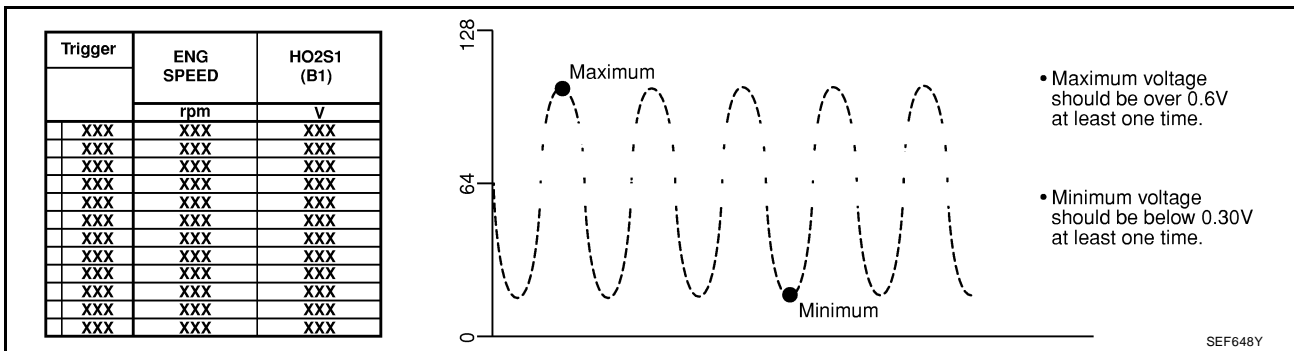 Trigger ENG SPEED HO2S1 (B1)
rpm V
XXX XXX XXX
XXX XXX XXX
XXX XXX XXX
XXX XXX XXX
XXX XXX XXX
XXX XXX XXX
XXX XXX XXX
XXX XXX XXX
XXX XXX XXX
XXX XXX XXX
XXX XXX XXX
XXX XXX XXX
128
64
0
Maximum
Minimum
• Maximum voltage
should be over 0.6V
at least one time.
• Minimum voltage
should be below 0.30V
at least one time.
SEF648Y